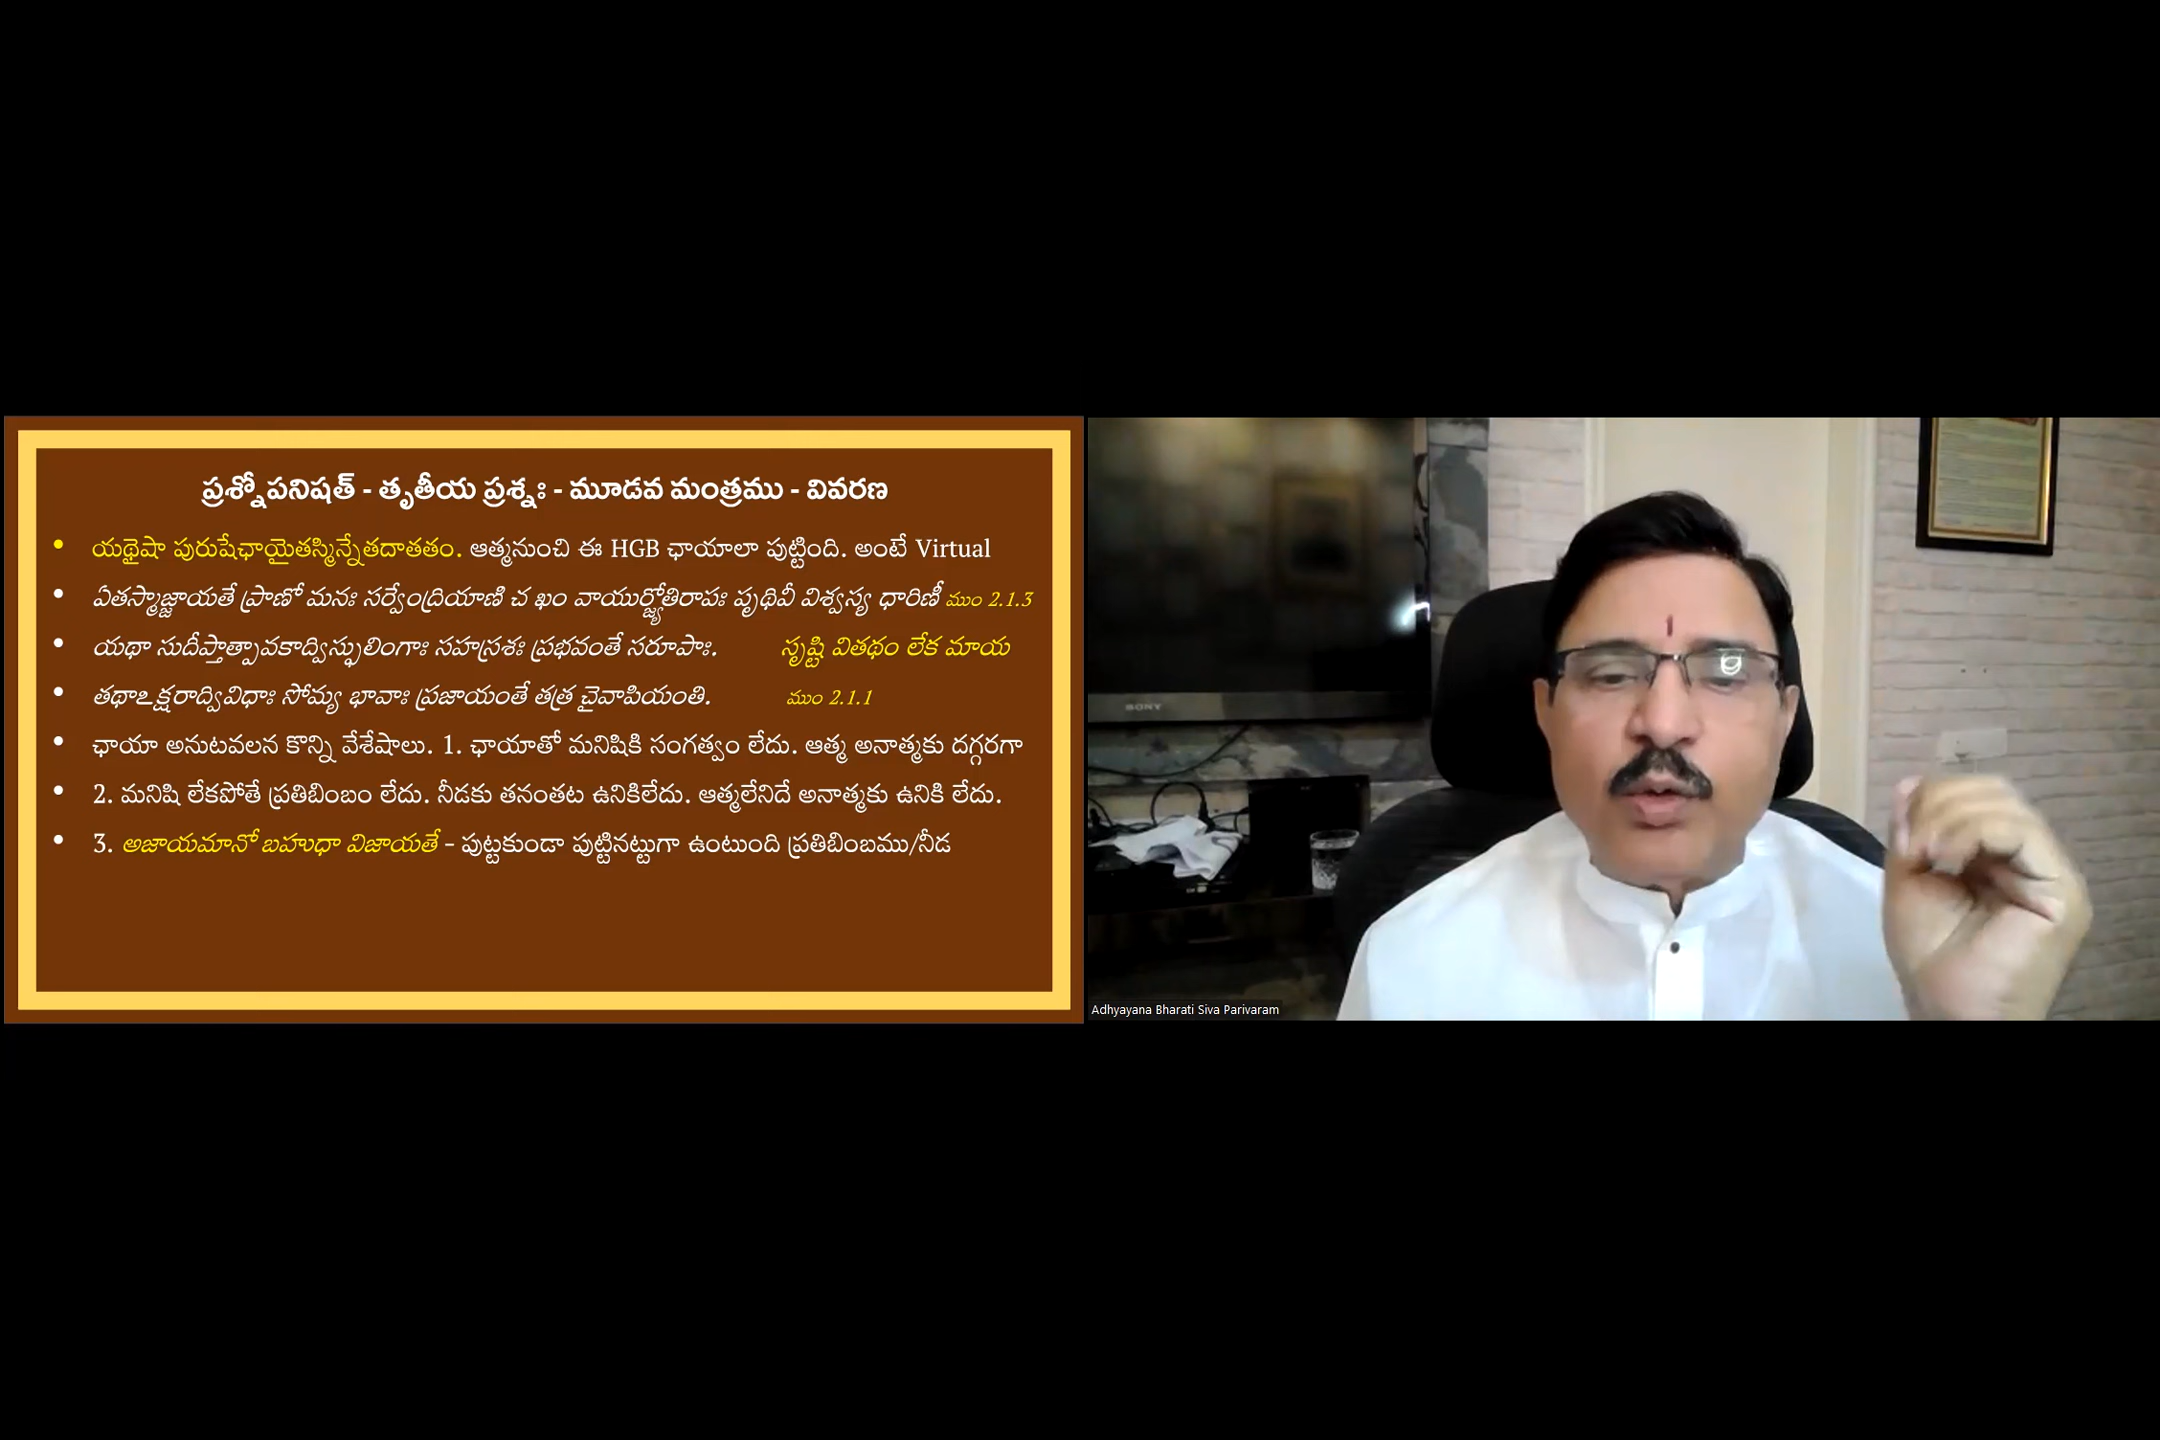 ప్రశ్నోపనిషత్ - తృతీయ ప్రశ్నః - మూడవ మంత్రము - వివరణ
• యథైషా పురుషేఛాయైతస్మిన్నేతదాతతం. ఆత్మనుంచి ఈ HGB ఛాయాలా పుట్టింది. అంటే Virtual
• ఏతస్మాజ్జాయతే ప్రాణో మనః సర్వేంద్రియాణి చ ఖం వాయుర్జ్యోతిరాపః పృథివీ విశ్వస్య ధారిణీ ముం 2.1.3
• యథా సుదీప్తాత్పావకాద్విస్ఫులింగాః సహస్రశః ప్రభవంతే సరూపాః. సృష్టి వితథం లేక మాయ
• తథాఽక్షరాద్వివిధాః సోమ్య భావాః ప్రజాయంతే తత్ర చైవాపియంతి. ముం 2.1.1
• ఛాయా అనుటవలన కొన్ని వేశేషాలు. 1. ఛాయాతో మనిషికి సంగత్వం లేదు. ఆత్మ అనాత్మకు దగ్గరగా
• 2. మనిషి లేకపోతే ప్రతిబింబం లేదు. నీడకు తనంతట ఉనికిలేదు. ఆత్మలేనిదే అనాత్మకు ఉనికి లేదు.
• 3. అజాయమానో బహుధా విజాయతే - పుట్టకుండా పుట్టినట్టుగా ఉంటుంది ప్రతిబింబము/నీడ
SONY
Adhyayana Bharati Siva Parivaram